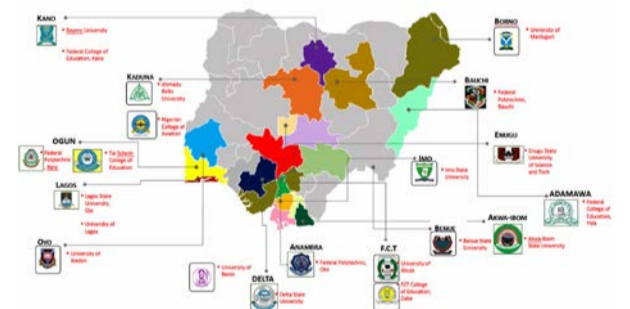 KANO
Bayero University
Federal College of
Education, Kano
BORNO
University of
Maiduguri
KADUNA
Ahmadu
Bello
University
Nigerian
College of
Aviation
BAUCHI
Federal
Polytechnic,
Bauchi
OGUN
Federal
Polytechnic
Tai Solarin
College of
Education
ENUGU
Enugu State
University
of Science
and Tech
IMO
Imo State
University
LAGOS
Lagos State
University,
Ojo
University of
Lagos
ADAMAWA
Federal
College of
Education,
Yola
OYO
University of
Ibadan
University of
Benin
DELTA
Delta State
University
ANAMBRA
Federal Polytechnic,
Oko
F.C.T
University of
Abuja
FCT College
of Education,
Zuba
BENUE
Benue State
University
AKWA-IBOM
Akwa Ibom
State University